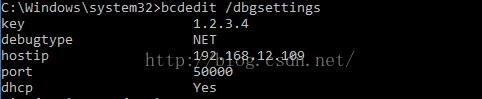 C:\Windows\system32>bcdedit /dbgsettings
key                     1.2.3.4
debugtype               NET
hostip                  192.168.12.109
port                    50000
dhcp                    Yes
http://blog.csdn.net/